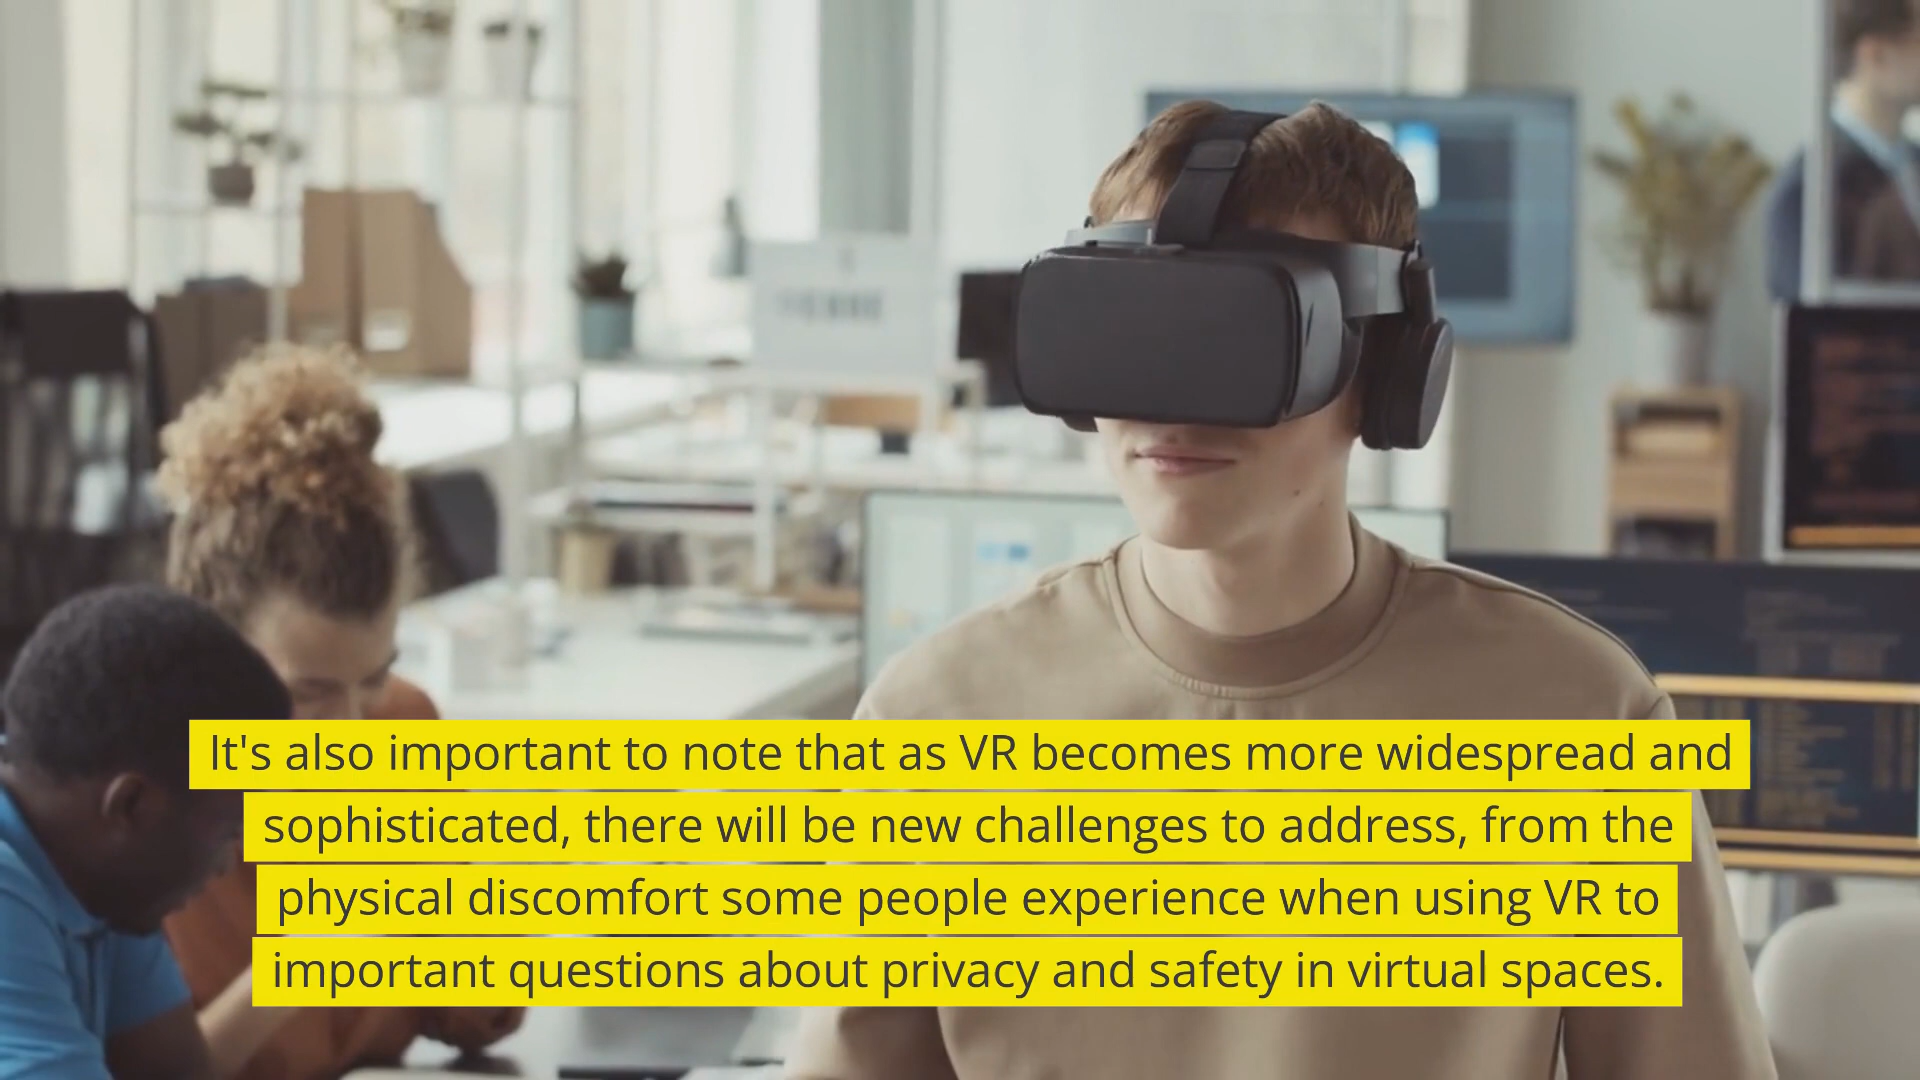 It's also important to note that as VR becomes more widespread and
sophisticated, there will be new challenges to address, from the
physical discomfort some people experience when using VR to
important questions about privacy and safety in virtual spaces.